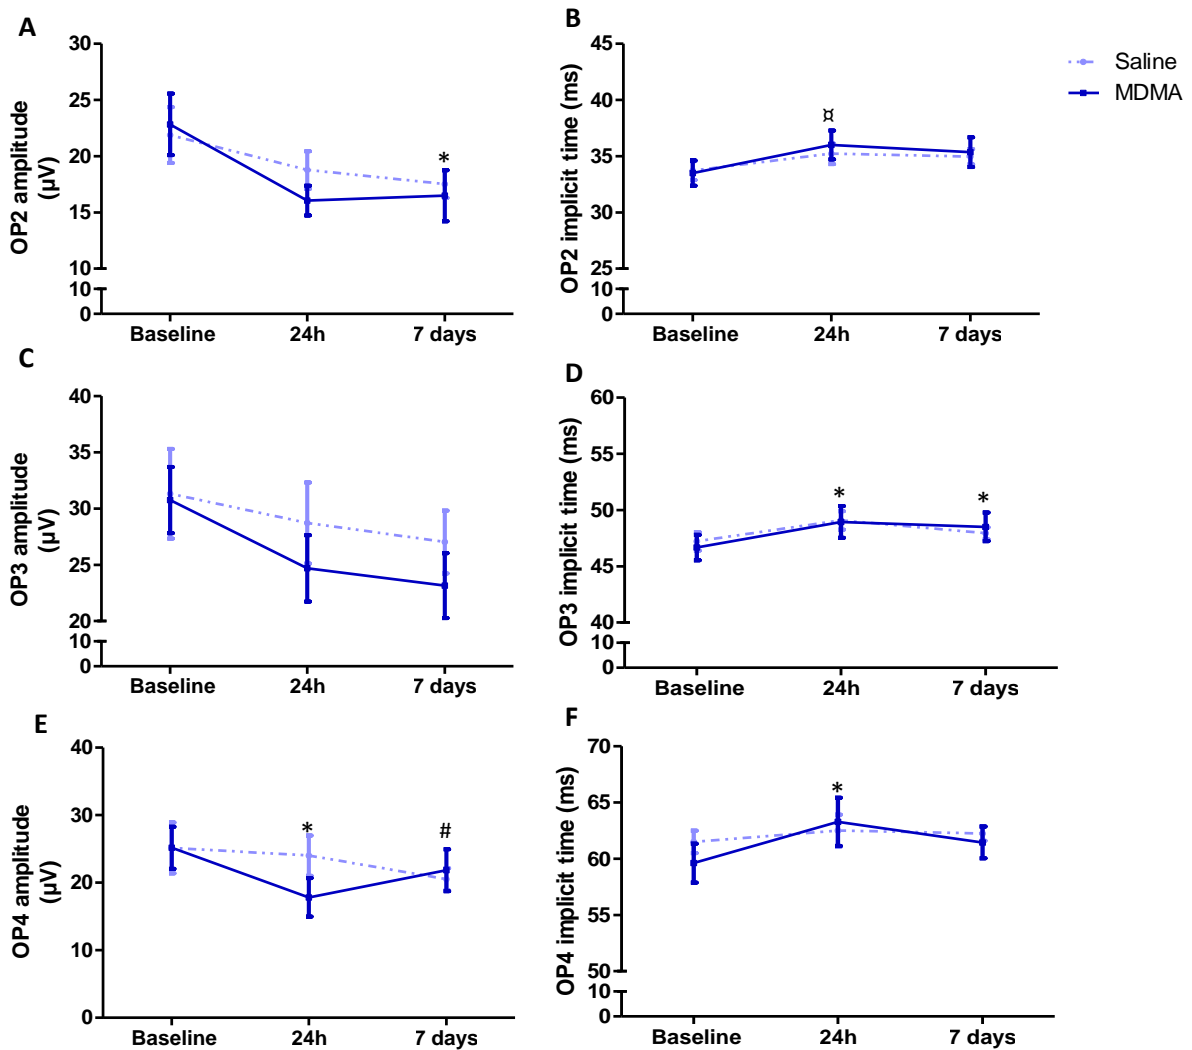 A
OP2 amplitude
(µV)
30
25
20
15
10
10
0
*
Baseline 24h 7 days
B
OP2 implicit time (ms)
45
40
35
30
25
10
0
¤
Baseline 24h 7 days
Saline
MDMA
C
OP3 amplitude
(µV)
40
35
30
25
20
10
0
Baseline 24h 7 days
D
OP3 implicit time (ms)
60
55
50
45
40
10
0
* *
Baseline 24h 7 days
E
OP4 amplitude
(µV)
40
30
20
10
0
* #
Baseline 24h 7 days
F
OP4 implicit time (ms)
70
65
60
55
50
10
0
*
Baseline 24h 7 days